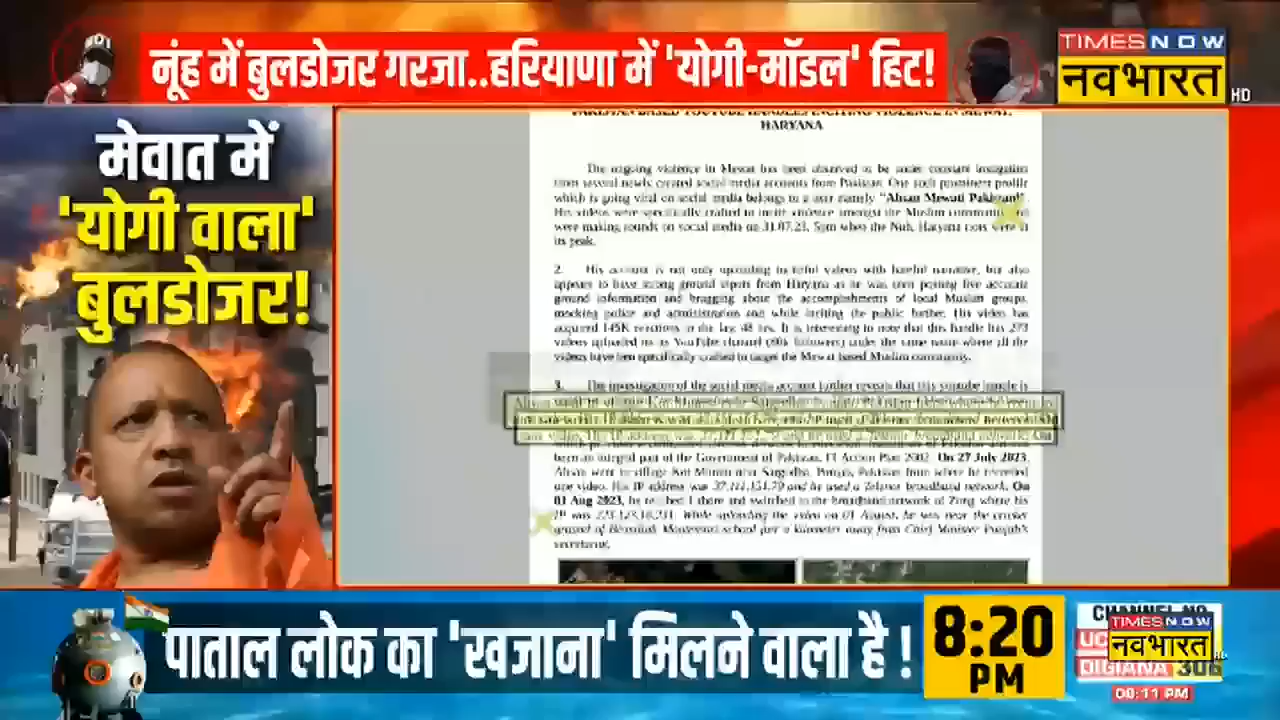 नूंह में बुलडोजर गरजा..हरियाणा में 'योगी-मॉडल' हिट!
TIMES NOW
नवभारत
HD
मेवात में
'योगी वाला'
बुलडोजर!
HARYANA
The ongoing violence in Mewat has been observed to be under constant instigation
from several newly created social media accounts from Pakistan. One such prominent profile
which is going viral on social media belongs to a user namely "Ahsan Mewati Pakistani".
His videos were specifically crafted to incite violence amongst the Muslim community
were making rounds on social media on 31.07.23, 5pm when the Nuh, Haryana riots were at
its peak.
2. His account is not only uploading hateful videos with hateful narrative, but also
appears to have strong ground inputs from Haryana as he was seen posting live accurate
ground information and bragging about the accomplishments of local Muslim groups,
mocking police and administration and while inciting the public further. His video has
acquired 145K reactions in the last 48 hrs. It is interesting to note that this handle has 273
videos uploaded on its YouTube channel (80k followers) under the same name where all the
videos have been specifically crafted to target the Mewat based Muslim community.
3. The investigation of the social media account further reveals that this youtube handle is
been an integral part of the Government of Pakistan, IT Action Plan 2002. On 27 July 2023,
Ahsan went to village Kot Momin near Sargodha, Punjab, Pakistan from where he recorded
one video. His IP address was 37.111.151.79 and he used a Telenor broadband network. On
01 Aug 2023, he there and switched to the broadband network of Zong where his
IP was While uploading the video on 01 August, he was near the cricket
ground of Montessori school just a kilometer away from Chief Minister Punjab's
secretariat.
पाताल लोक का 'खजाना' मिलने वाला है !
8:20
PM
CHANNEL NO.
TIMES NOW
नवभारत
DIGIANA 306
08:11 PM